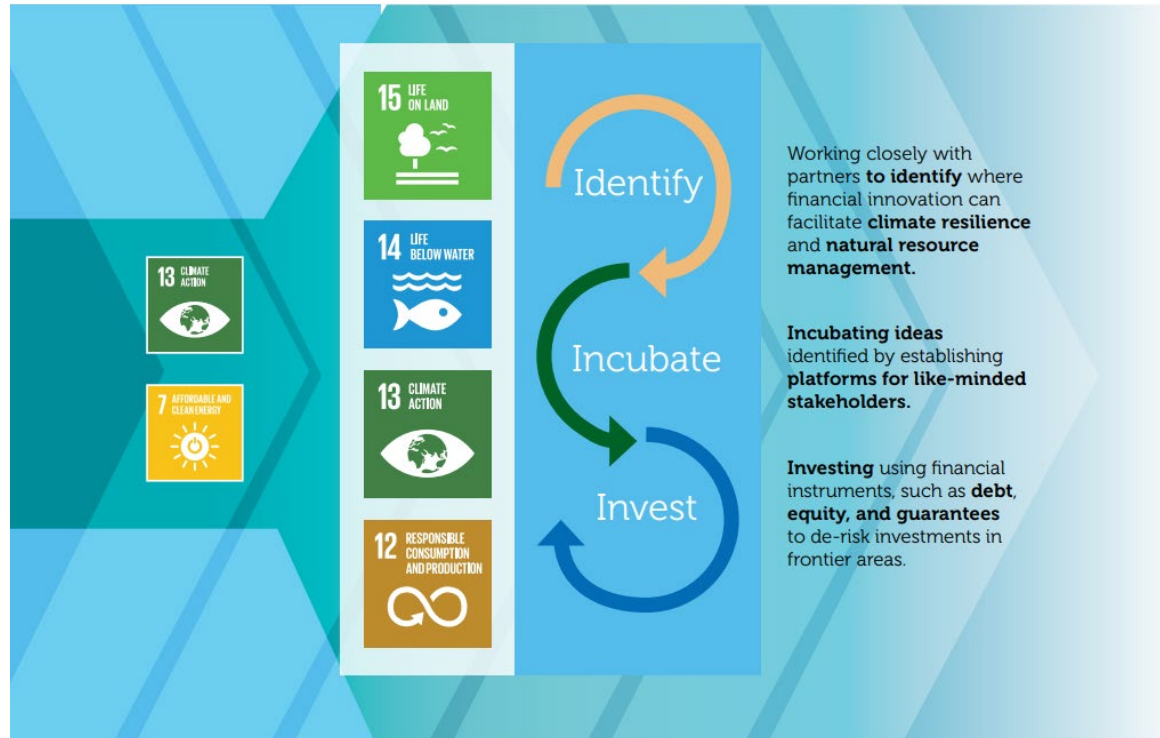 13 CLIMATE
ACTION
7 AFFORDABLE AND
CLEAN ENERGY
15 LIFE
ON LAND
14 LIFE
BELOW WATER
13 CLIMATE
ACTION
12 RESPONSIBLE
CONSUMPTION
AND PRODUCTION
Identify
Incubate
Invest
Working closely with
partners to identify where
financial innovation can
facilitate climate resilience
and natural resource
management.
Incubating ideas
identified by establishing
platforms for like-minded
stakeholders.
Investing using financial
instruments, such as debt,
equity, and guarantees
to de-risk investments in
frontier areas.